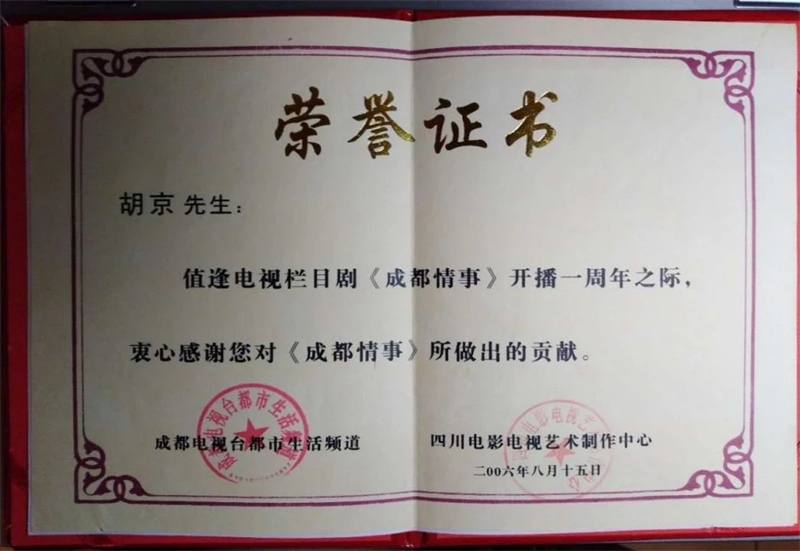 荣誉证书
胡京 先生：
值逢电视栏目剧《成都情事》开播一周年之际，
衷心感谢您对《成都情事》所做出的贡献。
成都电视台都市生活频道
四川电影电视艺术制作中心
二00六年八月十五日